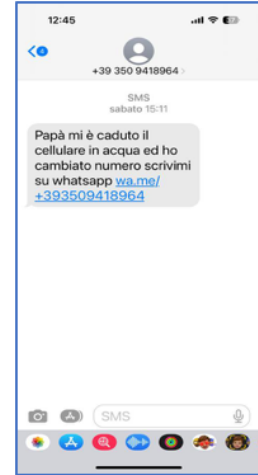 12:45
4
+39 350 9418964 >
SMS
sabato 15:11
Papà mi è caduto il
cellulare in acqua ed ho
cambiato numero scrivimi
su whatsapp wa.me/
+393509418964
SMS